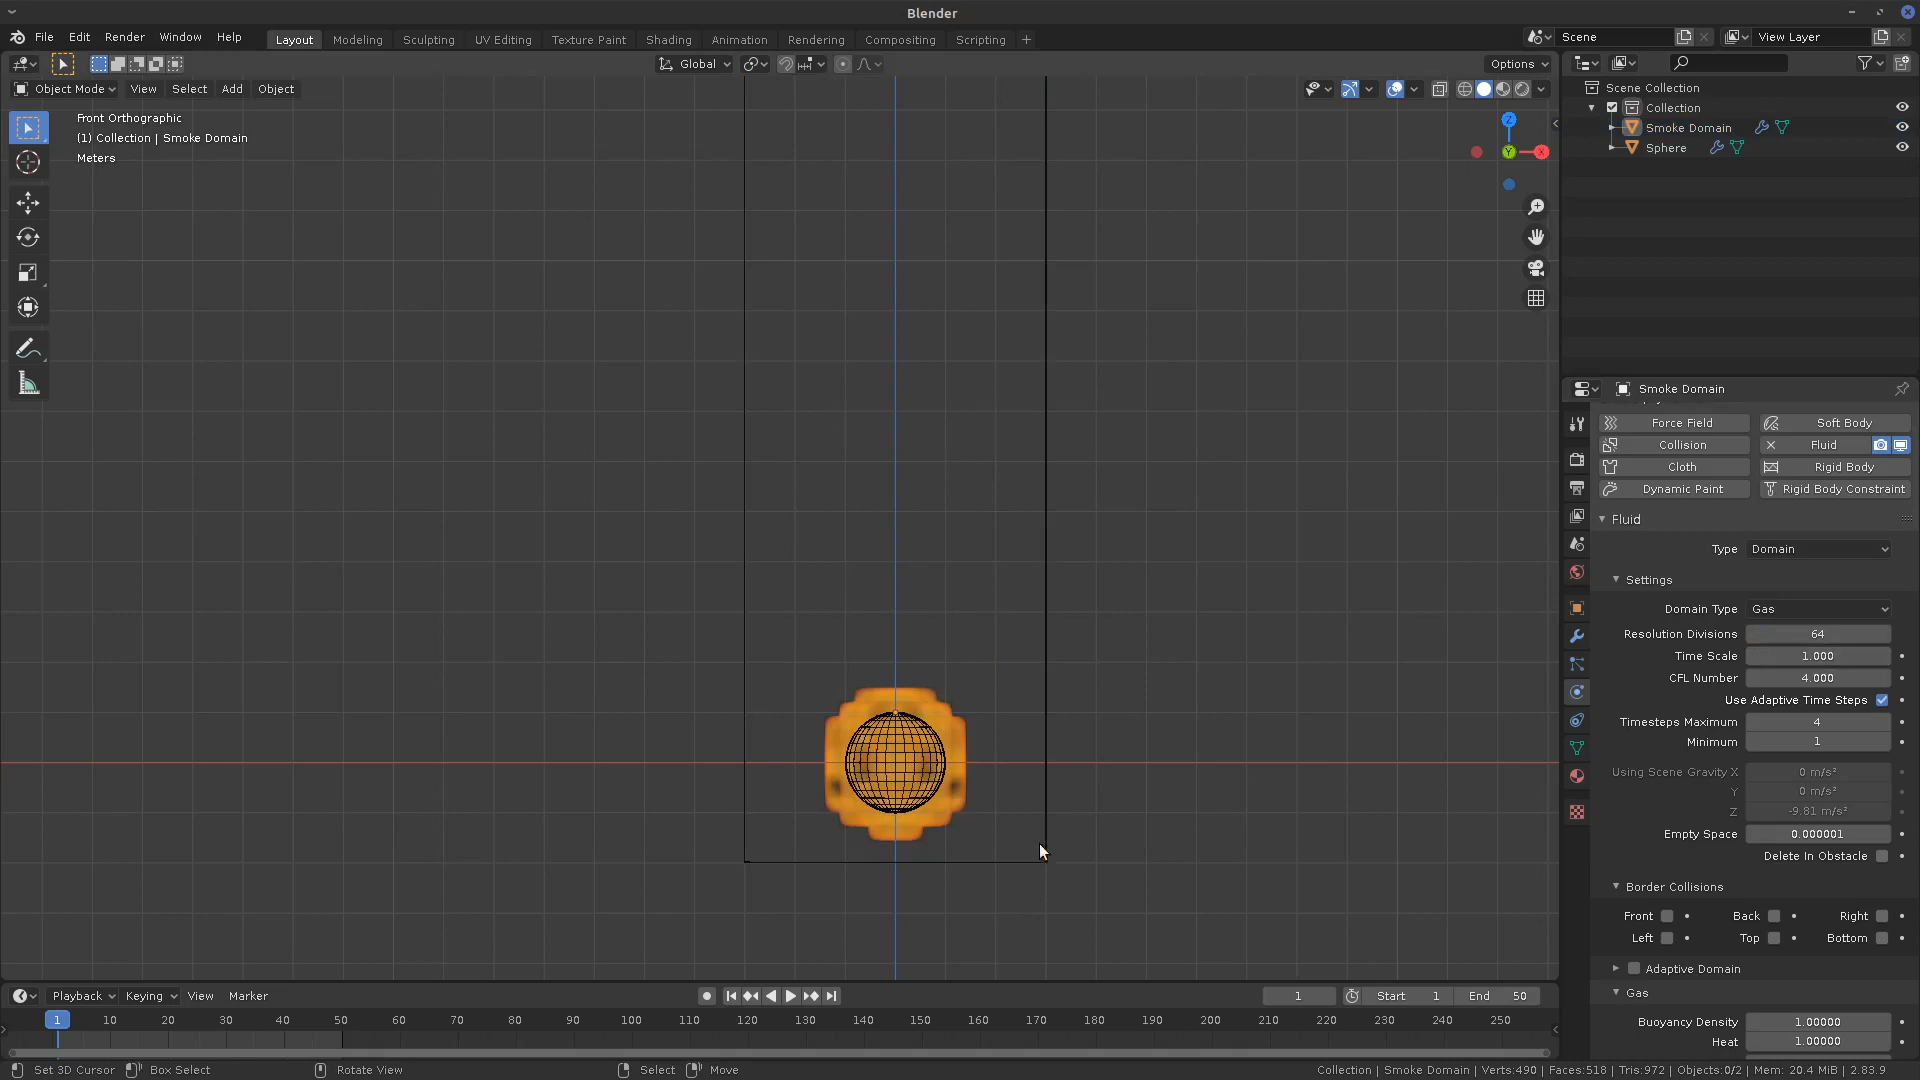 Blender
File Edit Render Window Help Layout Modeling Sculpting UV Editing Texture Paint Shading Animation Rendering Compositing Scripting + Scene View Layer
Global Options
Object Mode View Select Add Object
Front Orthographic
(1) Collection | Smoke Domain
Meters
Z
Y
X
Scene Collection
Collection
Smoke Domain
Sphere
Smoke Domain
Force Field Soft Body
Collision Fluid
Cloth Rigid Body
Dynamic Paint Rigid Body Constraint
Fluid
Type Domain
Settings
Domain Type Gas
Resolution Divisions 64
Time Scale 1.000
CFL Number 4.000
Use Adaptive Time Steps
Timesteps Maximum 4
Minimum 1
Using Scene Gravity X 0 m/s²
Y 0 m/s²
Z -9.81 m/s²
Empty Space 0.000001
Delete In Obstacle
Border Collisions
Front Back Right
Left Top Bottom
Adaptive Domain
Gas
Buoyancy Density 1.00000
Heat 1.00000
Playback Keying View Marker 1 Start 1 End 50
1 10 20 30 40 50 60 70 80 90 100 110 120 130 140 150 160 170 180 190 200 210 220 230 240 250
Set 3D Cursor Box Select Rotate View Select Move Collection | Smoke Domain | Verts:490 | Faces:518 | Tris:972 | Objects:0/2 | Mem: 20.4 MiB | 2.83.9